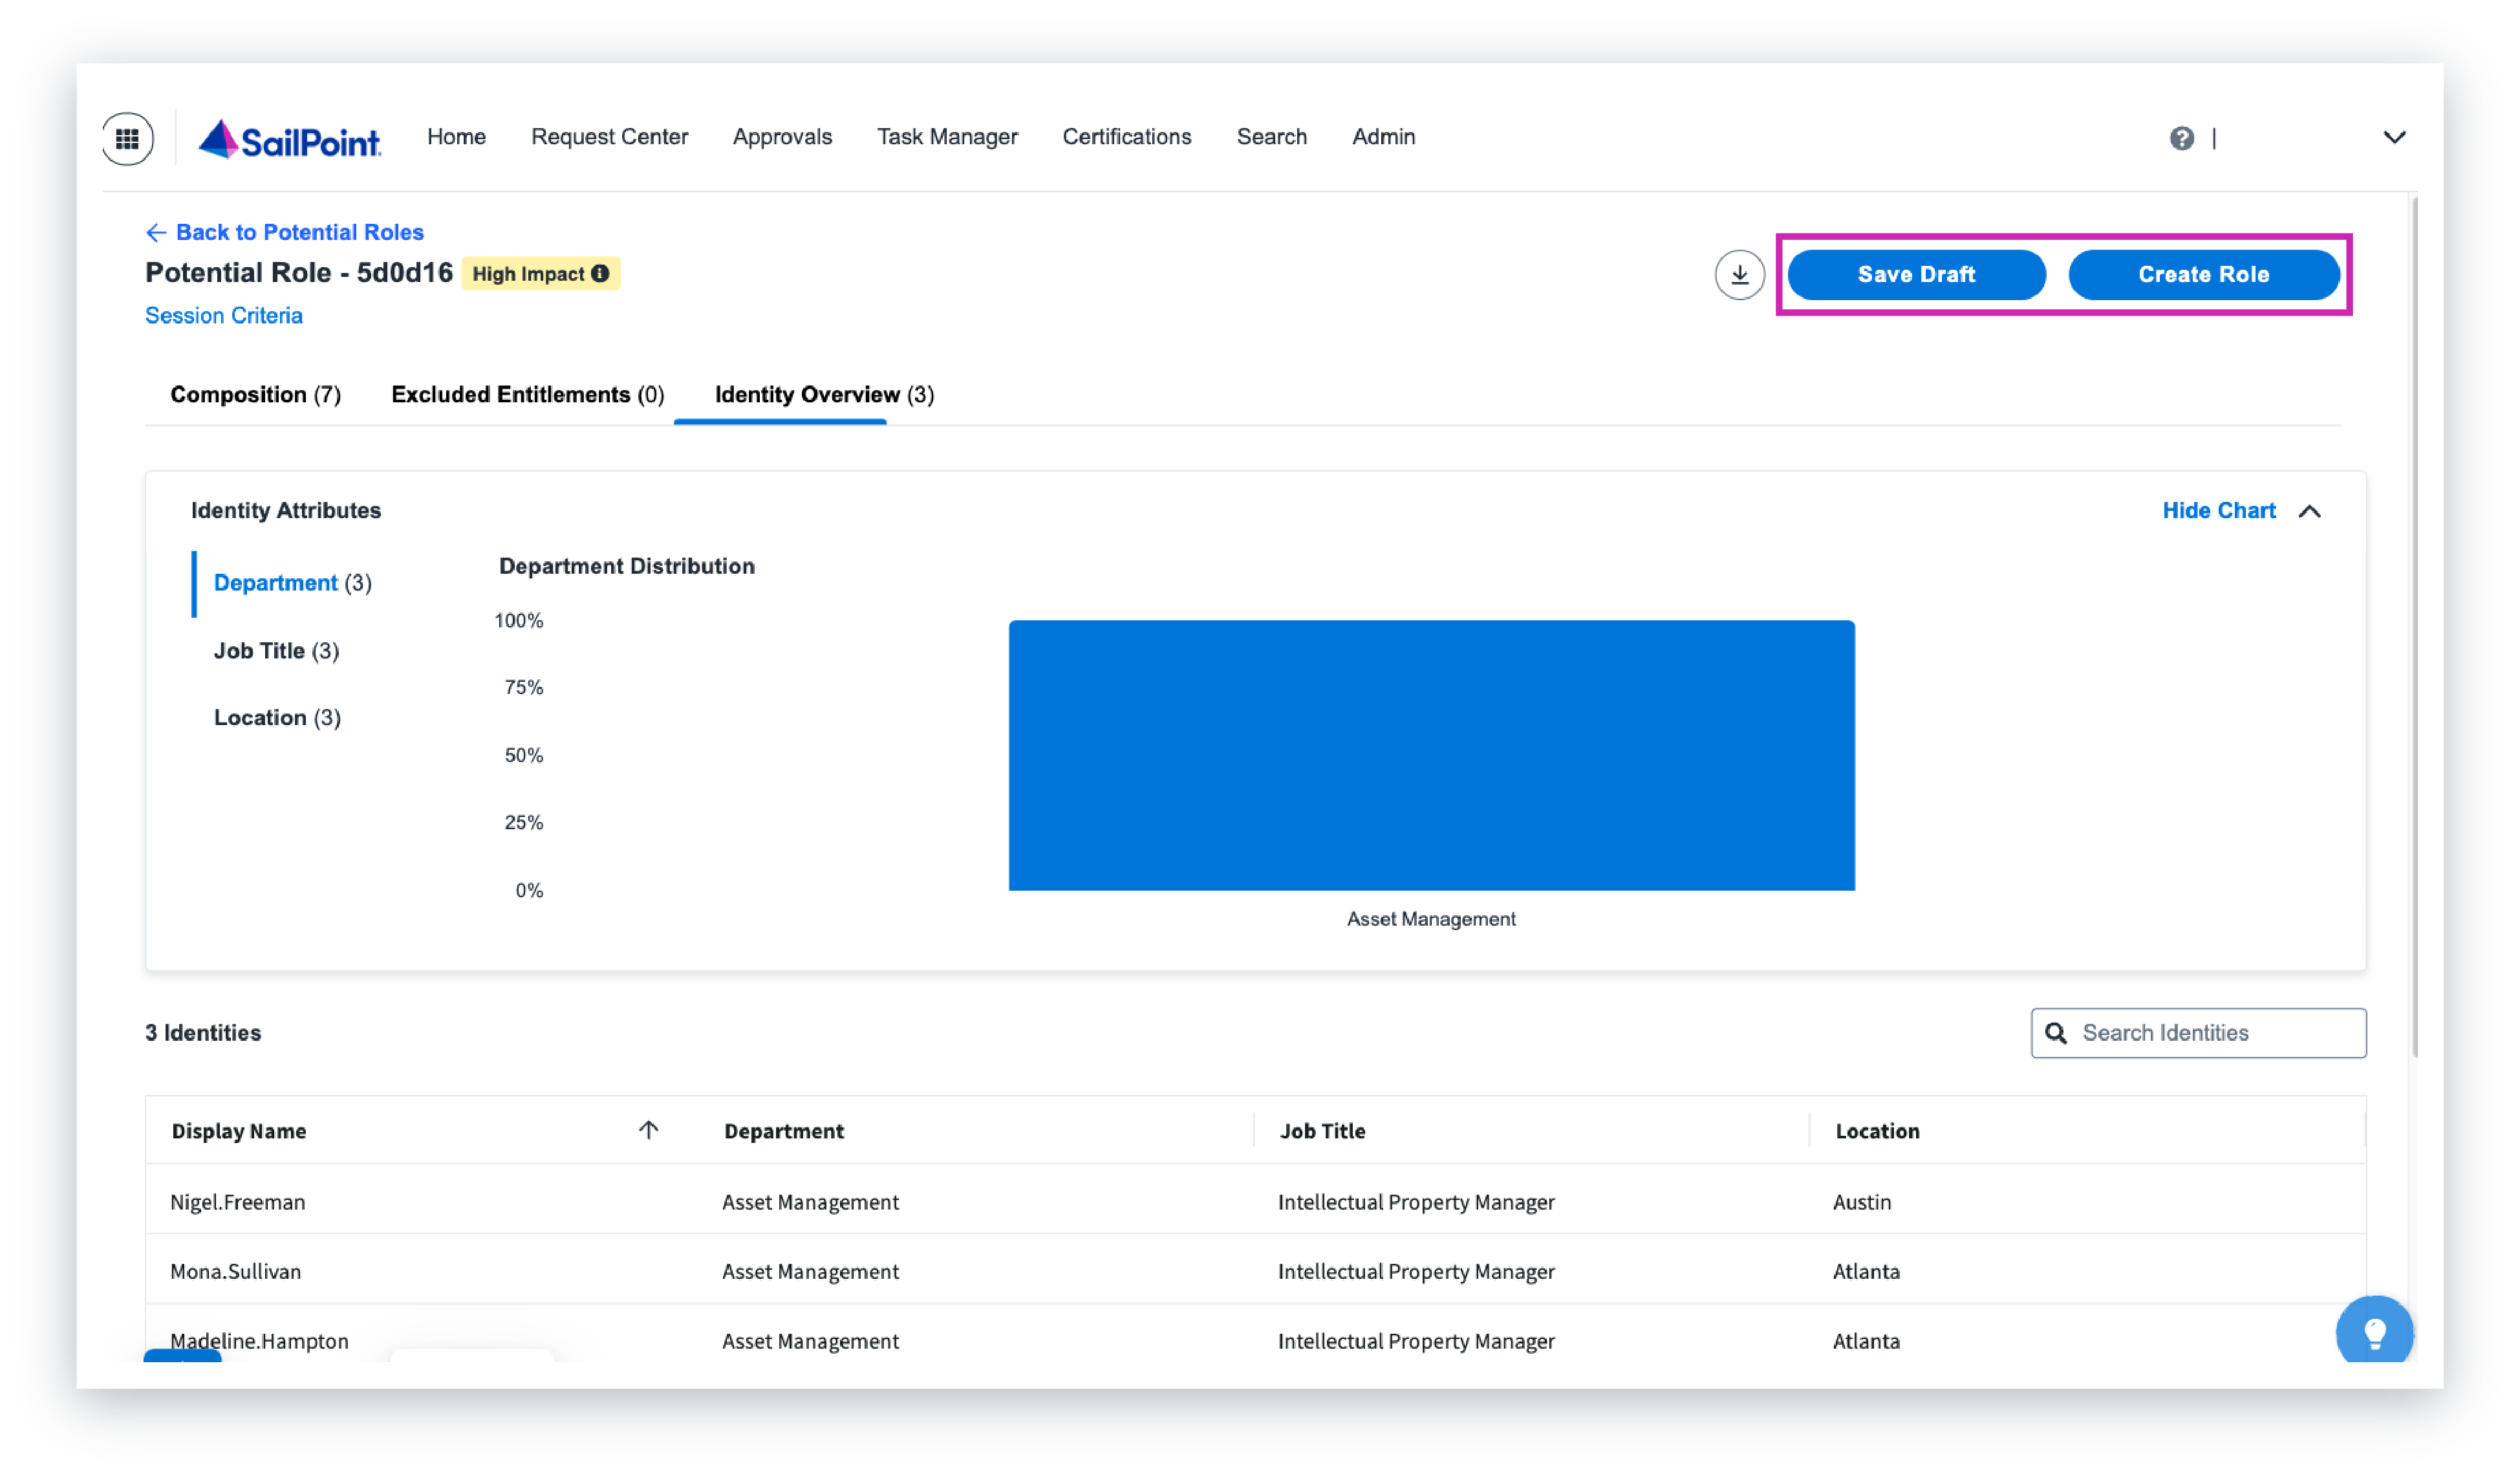 SailPoint
Home Request Center Approvals Task Manager Certifications Search Admin
? |
Back to Potential Roles
Potential Role - 5d0d16 High Impact
Session Criteria
Save Draft Create Role
Composition (7) Excluded Entitlements (0) Identity Overview (3)
Identity Attributes
Hide Chart
Department (3)
Job Title (3)
Location (3)
Department Distribution
100%
75%
50%
25%
0%
Asset Management
3 Identities
Search Identities
Display Name Department Job Title Location
Nigel.Freeman Asset Management Intellectual Property Manager Austin
Mona.Sullivan Asset Management Intellectual Property Manager Atlanta
Madeline.Hampton Asset Management Intellectual Property Manager Atlanta